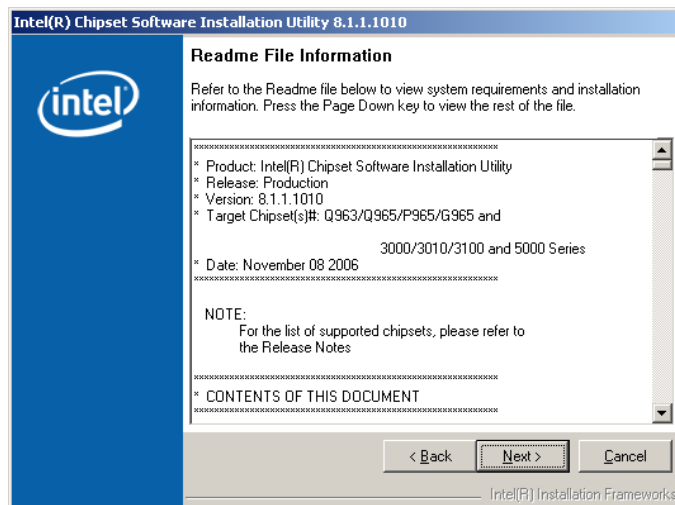 Intel(R) Chipset Software Installation Utility 8.1.1.1010
intel
Readme File Information
Refer to the Readme file below to view system requirements and installation
information. Press the Page Down key to view the rest of the file.
*******************************************************
* Product: Intel(R) Chipset Software Installation Utility
* Release: Production
* Version: 8.1.1.1010
* Target Chipset(s)#: Q963/Q965/P965/G965 and
3000/3010/3100 and 5000 Series
* Date: November 08 2006
*******************************************************
NOTE:
For the list of supported chipsets, please refer to
the Release Notes
*******************************************************
* CONTENTS OF THIS DOCUMENT
*******************************************************
< Back
Next >
Cancel
Intel(R) Installation Frameworks